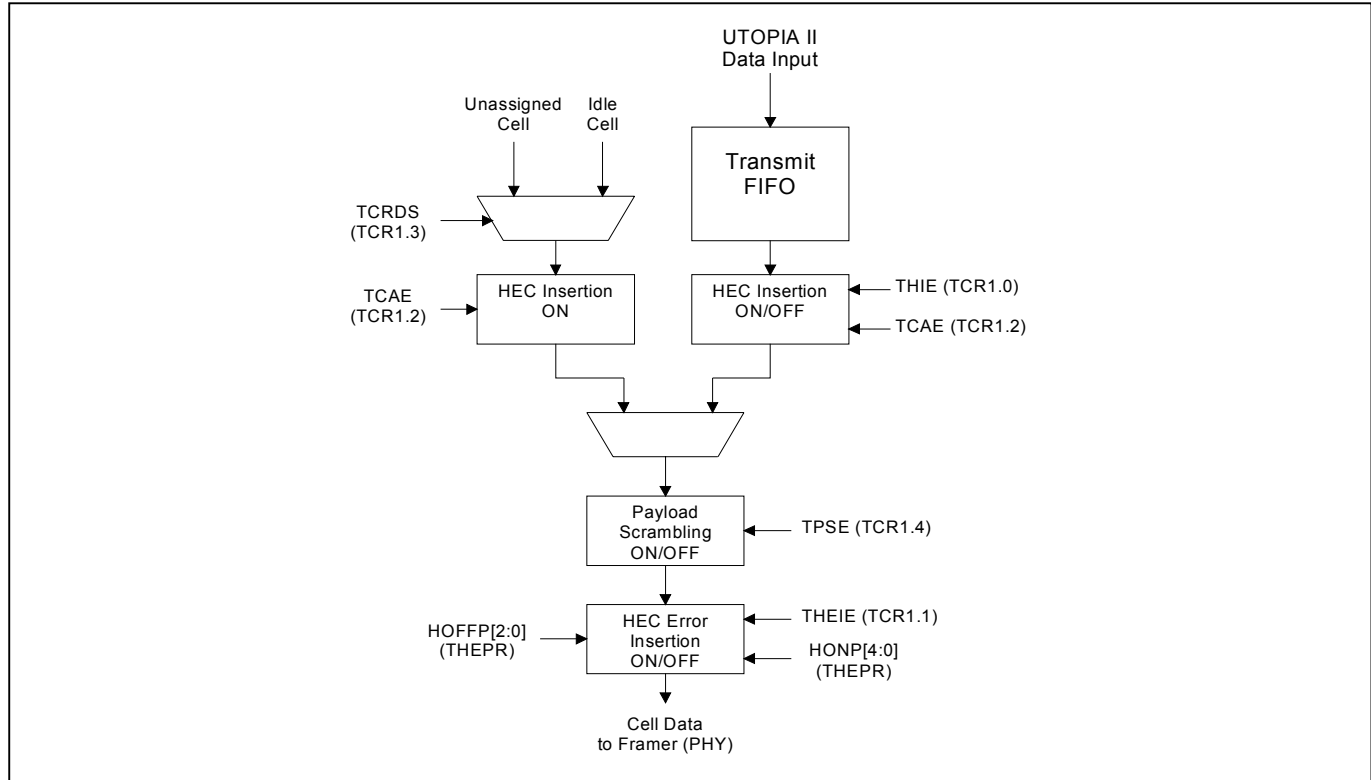 UTOPIA II
Data Input
Unassigned
Cell
Idle
Cell
Transmit
FIFO
TCRDS
(TCR1.3)
TCAE
(TCR1.2)
HEC Insertion
ON
HEC Insertion
ON/OFF
THIE (TCR1.0)
TCAE (TCR1.2)
Payload
Scrambling
ON/OFF
TPSE (TCR1.4)
HOFFP[2:0]
(THEPR)
HEC Error
Insertion
ON/OFF
THEIE (TCR1.1)
HONP[4:0]
(THEPR)
Cell Data
to Framer (PHY)